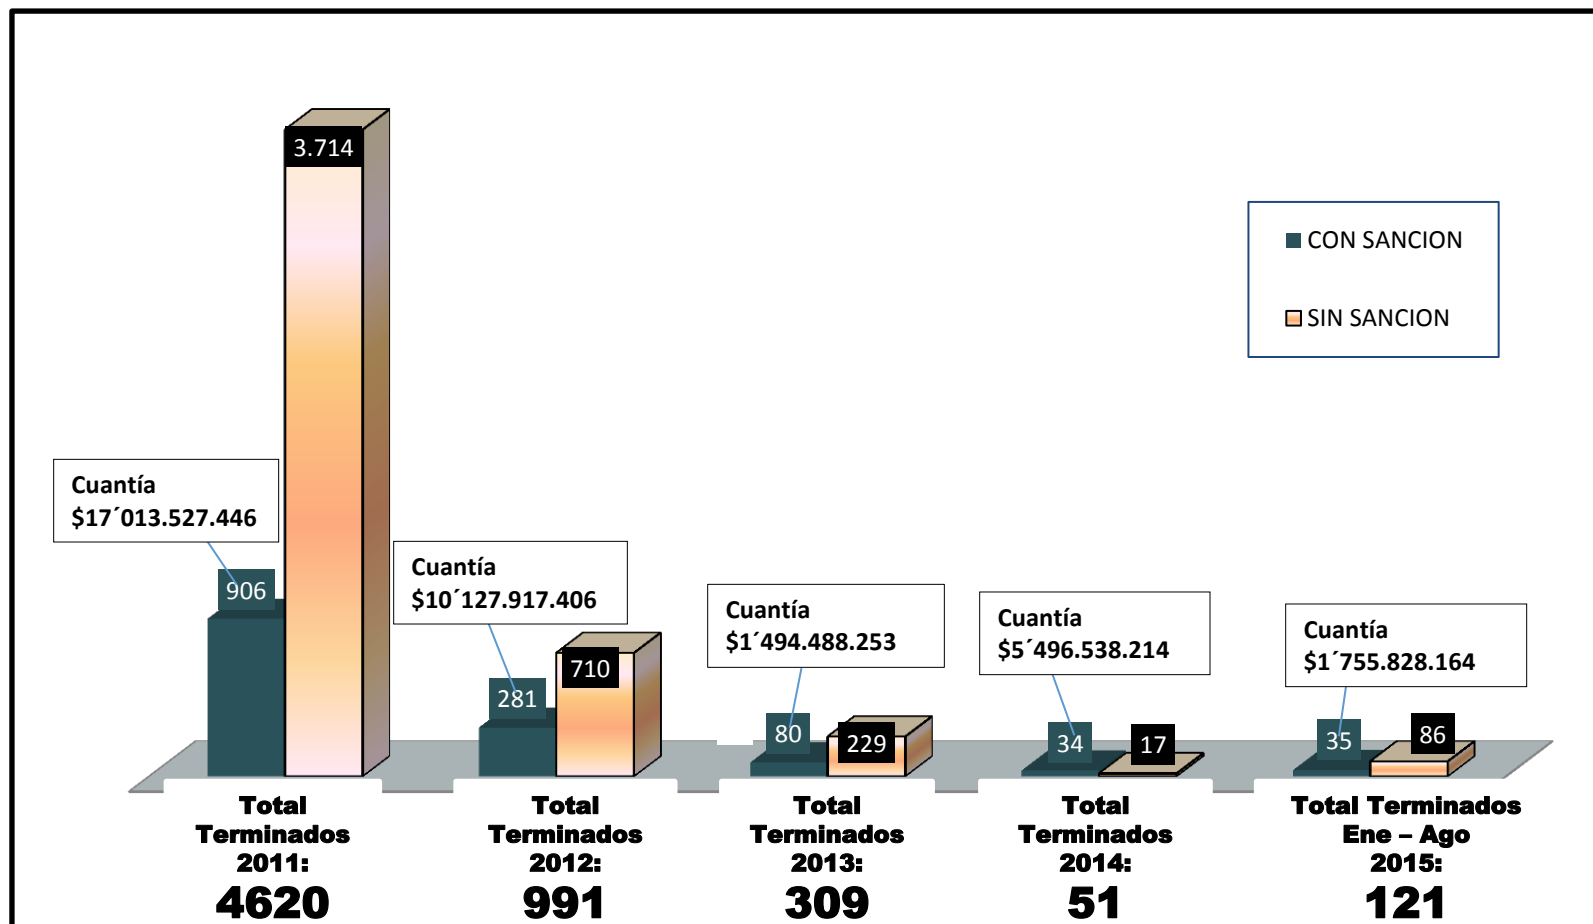 3.714
CON SANCION
SIN SANCION
Cuantía
$17´013.527.446
906
Cuantía
$10´127.917.406
281
710
Cuantía
$1´494.488.253
80
229
Cuantía
$5´496.538.214
34
17
Cuantía
$1´755.828.164
35
86
Total
Terminados
2011:
4620
Total
Terminados
2012:
991
Total
Terminados
2013:
309
Total
Terminados
2014:
51
Total Terminados
Ene – Ago
2015:
121